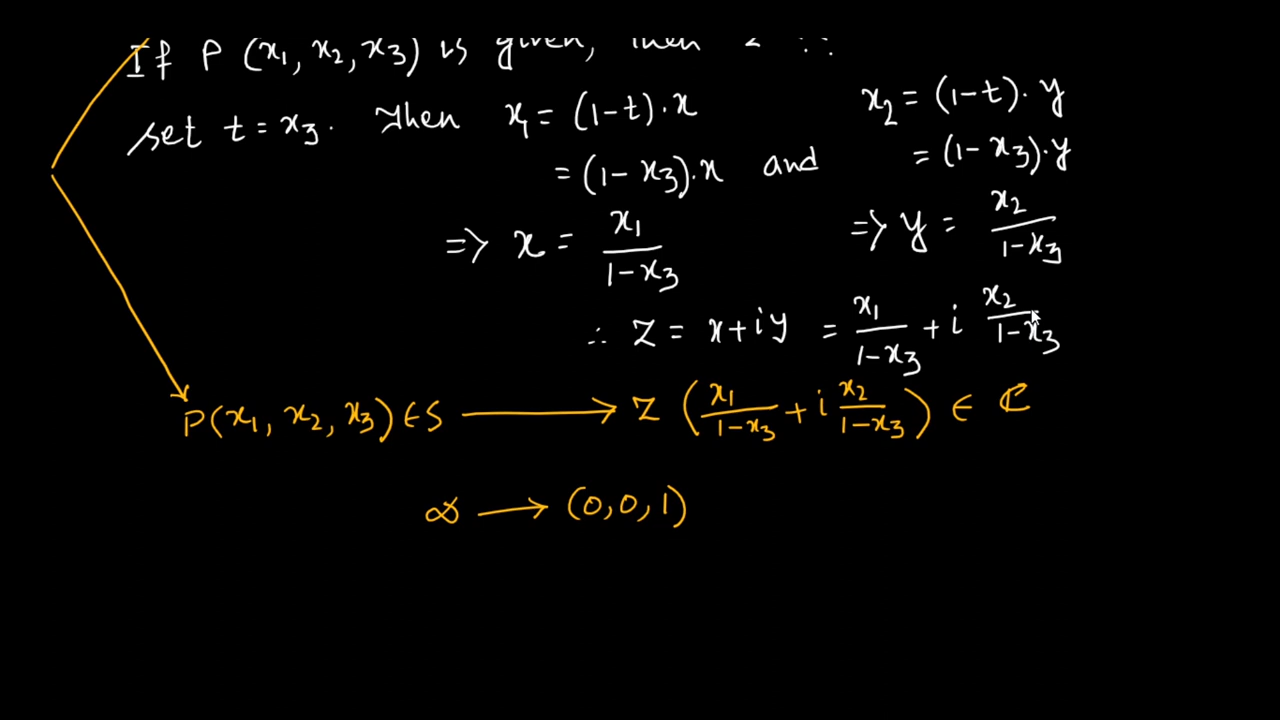 If P (x₁, x₂, x₃) is given, then z
set t = x₃. Then x₁ = (1-t)·x x₂ = (1-t)·y
= (1-x₃)·x and = (1-x₃)·y
=> x = x₁/(1-x₃) => y = x₂/(1-x₃)
∴ z = x+iy = x₁/(1-x₃) + i x₂/(1-x₃)
P(x₁, x₂, x₃) ∈ S ⟶ z (x₁/(1-x₃) + i x₂/(1-x₃)) ∈ ℂ
∞ ⟶ (0,0,1)